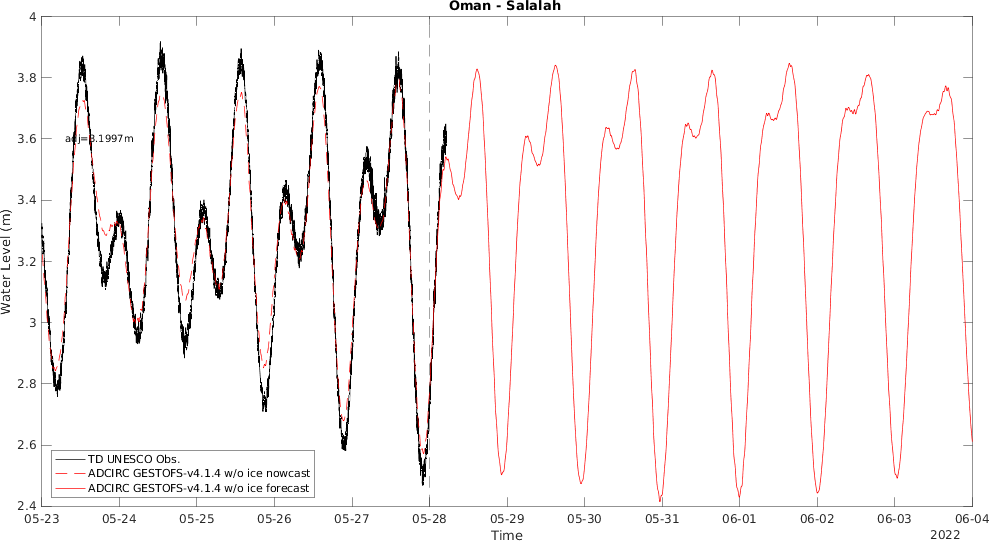 Oman - Salalah
4
3.8
3.6
3.4
3.2
3
2.8
2.6
2.4
Water Level (m)
adj=3.1997m
TD UNESCO Obs.
ADCIRC GESTOFS-v4.1.4 w/o ice nowcast
ADCIRC GESTOFS-v4.1.4 w/o ice forecast
05-23 05-24 05-25 05-26 05-27 05-28 05-29 05-30 05-31 06-01 06-02 06-03 06-04
Time
2022